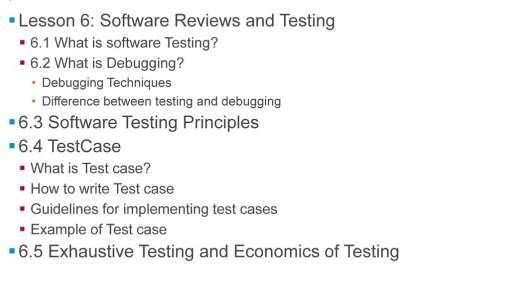 Lesson 6: Software Reviews and Testing
6.1 What is software Testing?
6.2 What is Debugging?
Debugging Techniques
Difference between testing and debugging
6.3 Software Testing Principles
6.4 TestCase
What is Test case?
How to write Test case
Guidelines for implementing test cases
Example of Test case
6.5 Exhaustive Testing and Economics of Testing